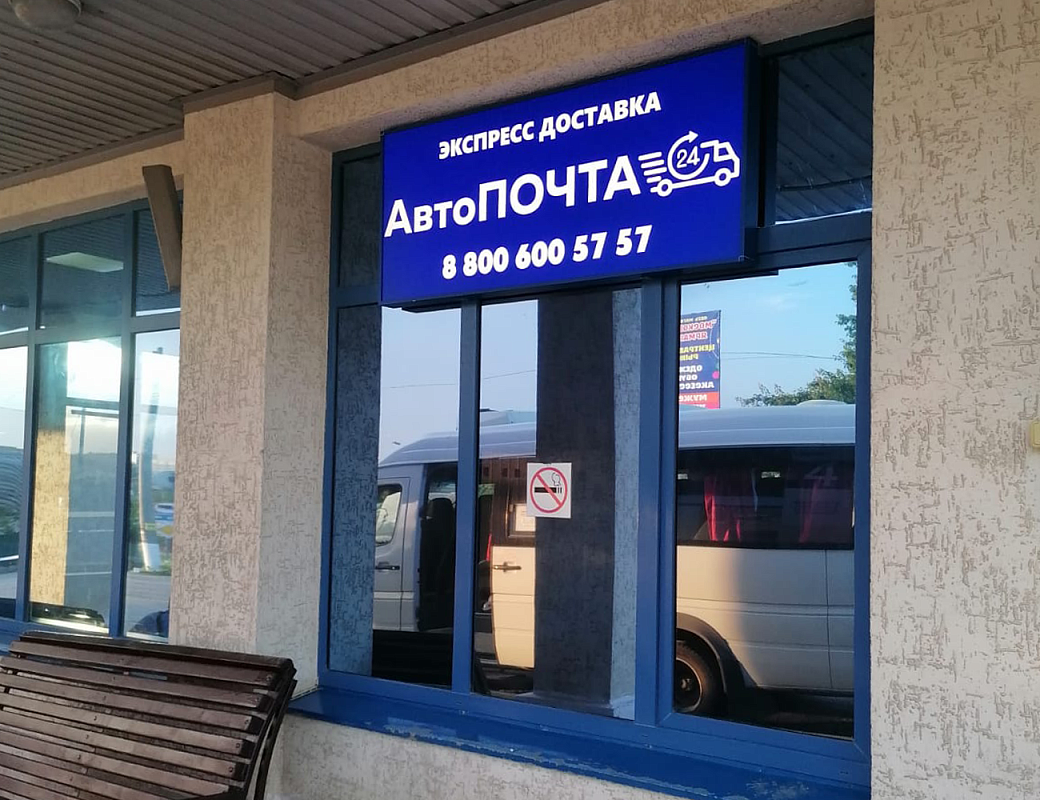 ЭКСПРЕСС ДОСТАВКА
АвтоПОЧТА 24
8 800 600 57 57